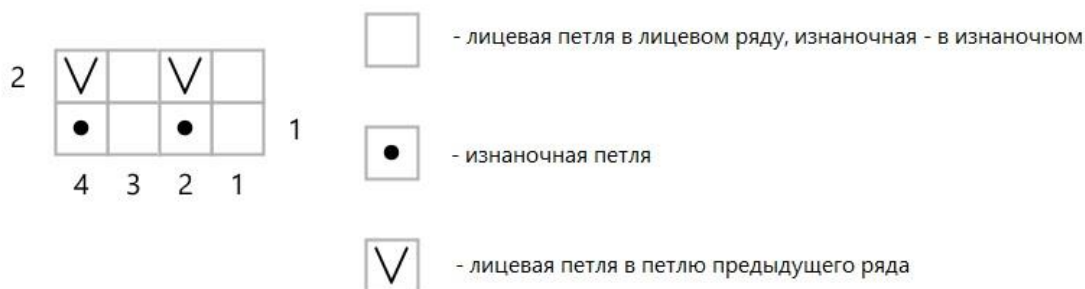 - лицевая петля в лицевом ряду, изнаночная - в изнаночном
2
1
- изнаночная петля
4 3 2 1
- лицевая петля в петлю предыдущего ряда